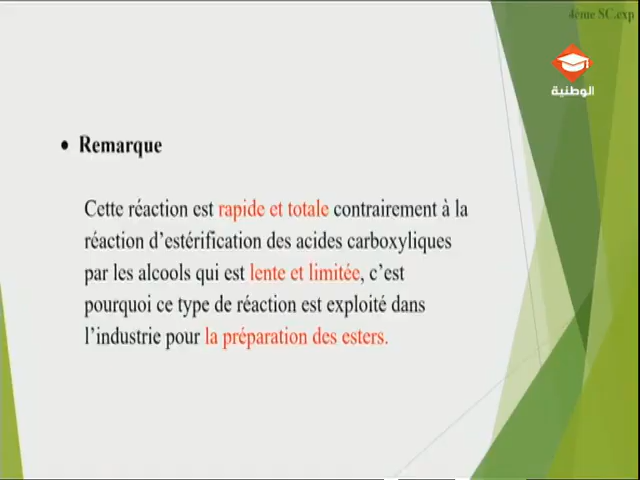 4ème SC.exp
الوطنية
• Remarque
Cette réaction est rapide et totale contrairement à la
réaction d’estérification des acides carboxyliques
par les alcools qui est lente et limitée, c’est
pourquoi ce type de réaction est exploité dans
l’industrie pour la préparation des esters.